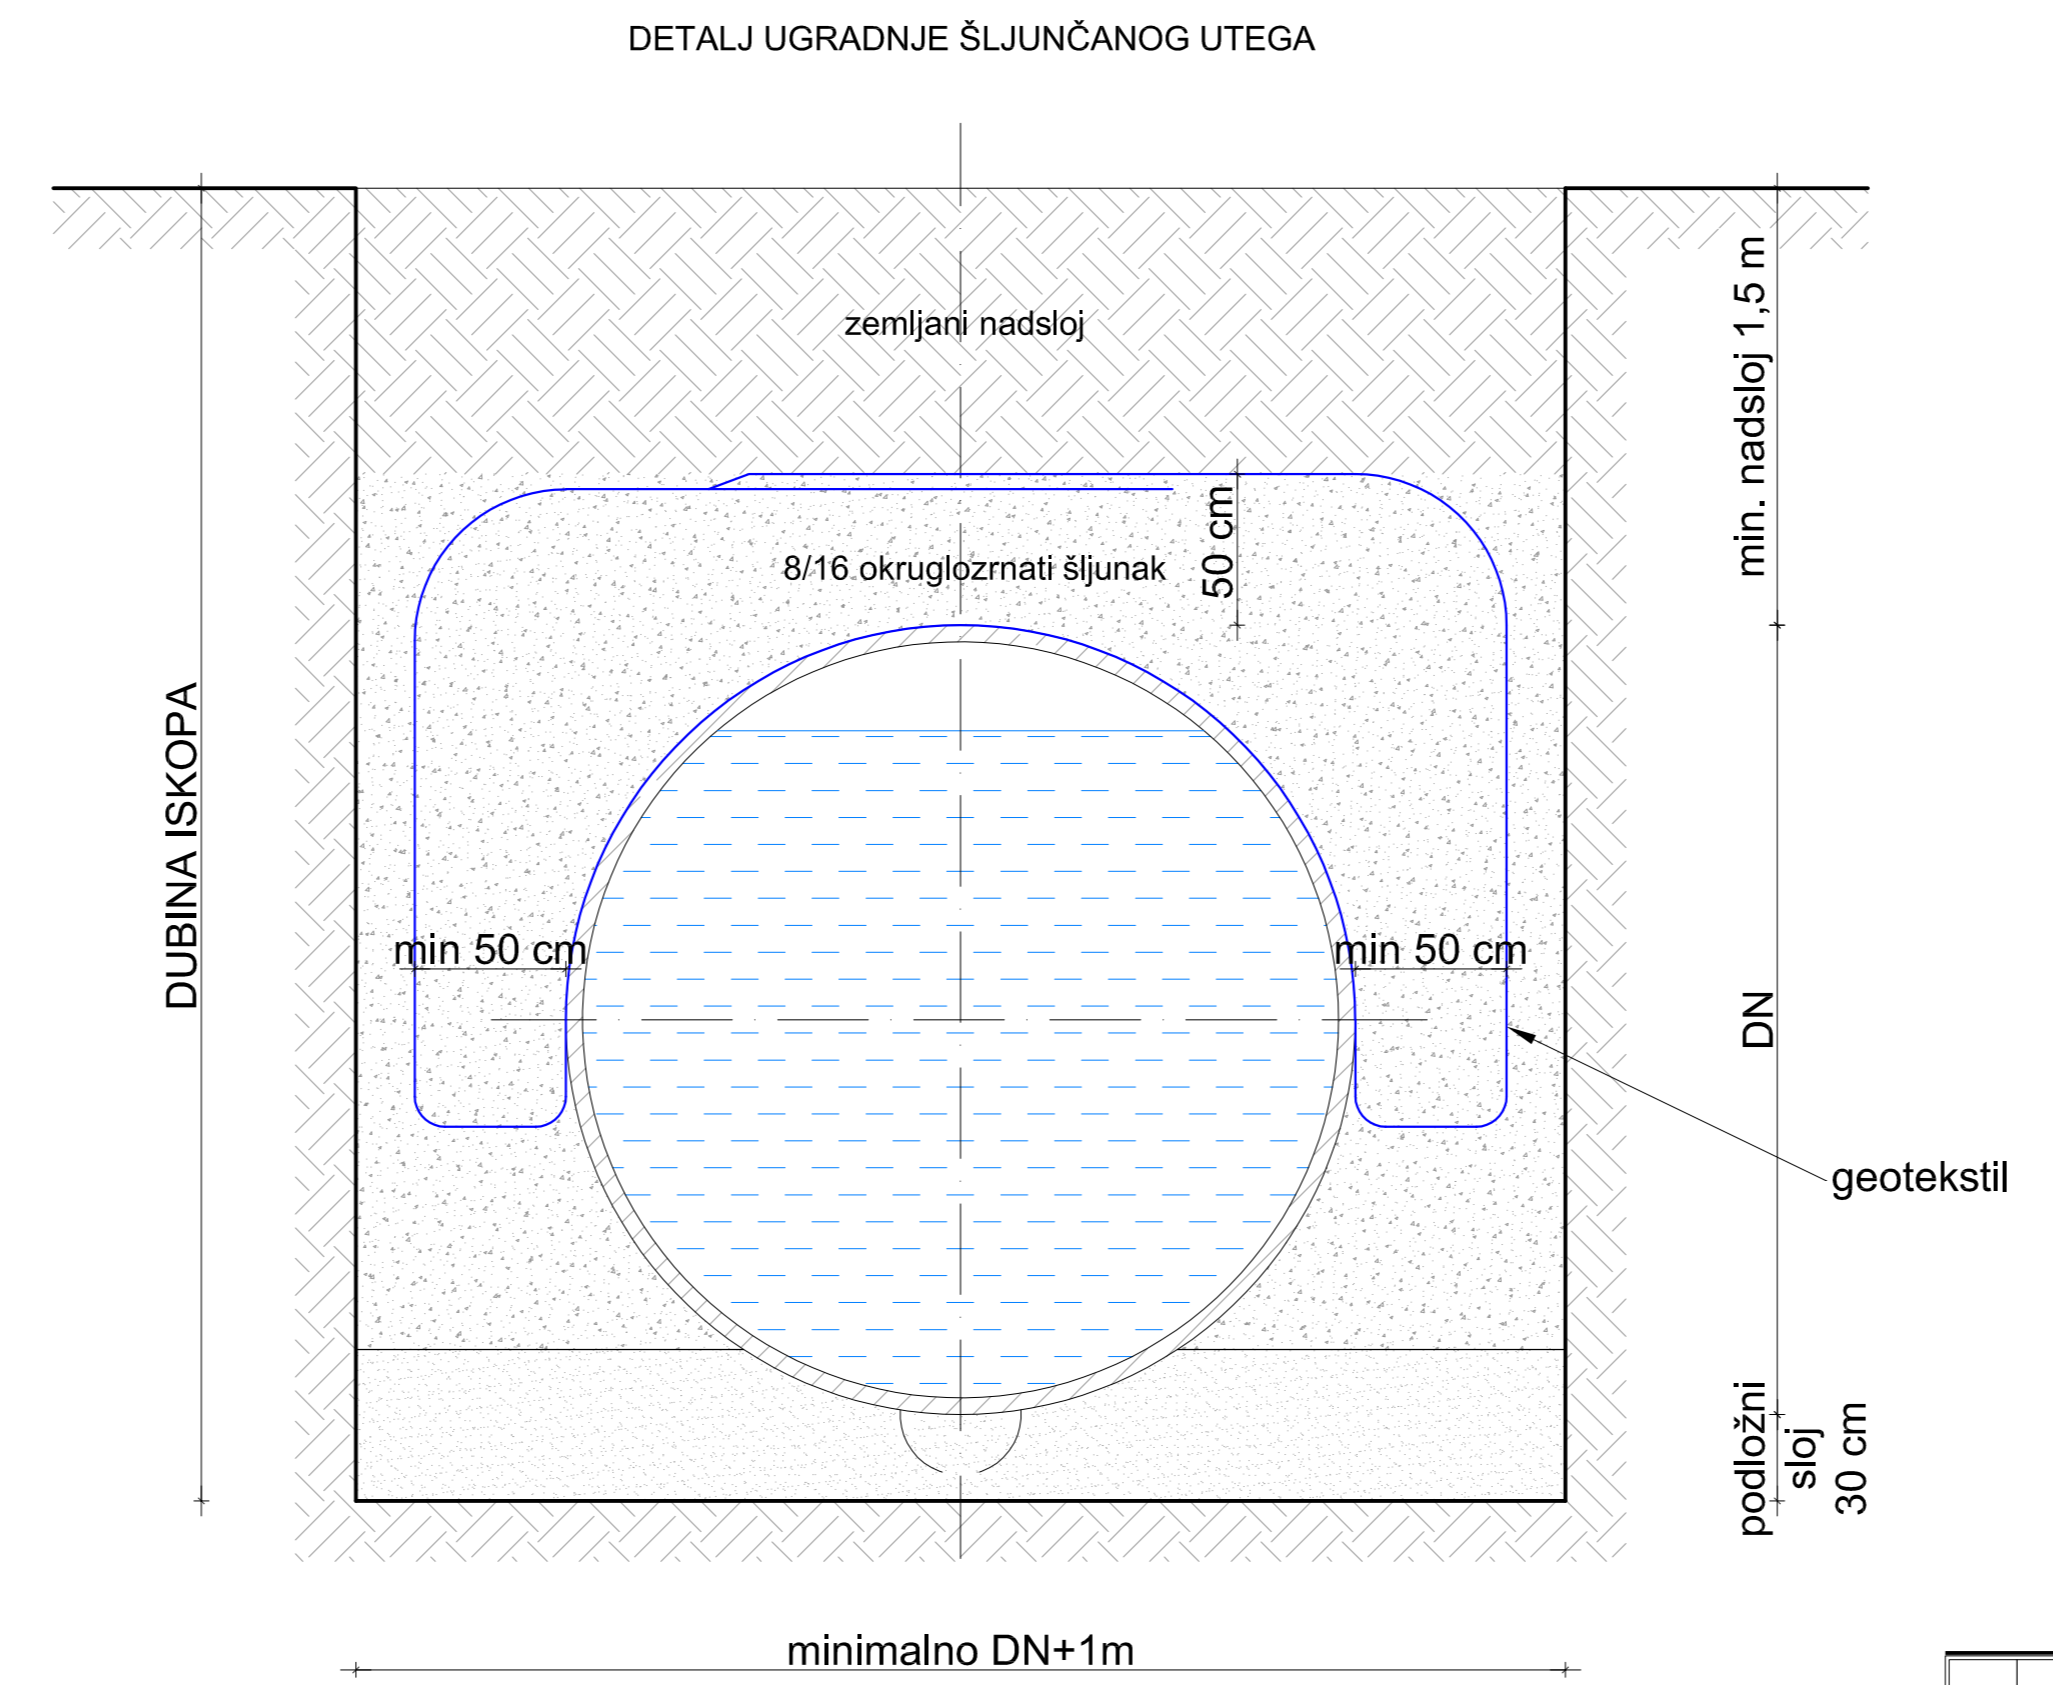 DETALJ UGRADNJE ŠLJUNČANOG UTEGA
zemljani nadsloj
min. nadsloj 1,5 m
8/16 okruglozrnati šljunak
50 cm
DUBINA ISKOPA
min 50 cm
min 50 cm
DN
geotekstil
podložni
sloj
30 cm
minimalno DN+1m